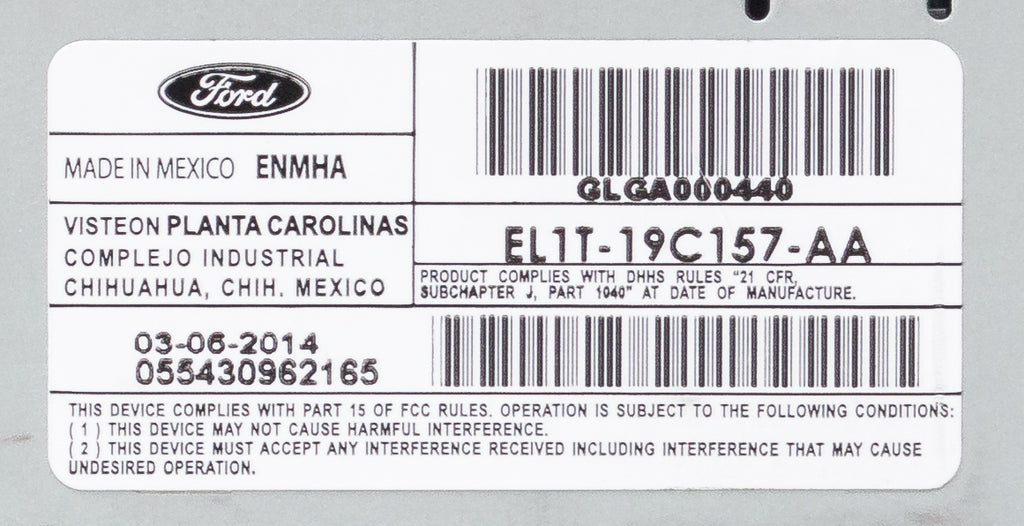 Ford
MADE IN MEXICO ENMHA
GLGA000440
VISTEON PLANTA CAROLINAS
COMPLEJO INDUSTRIAL
CHIHUAHUA, CHIH. MEXICO
EL1T-19C157-AA
PRODUCT COMPLIES WITH DHHS RULES "21 CFR,
SUBCHAPTER J, PART 1040" AT DATE OF MANUFACTURE.
03-06-2014
055430962165
THIS DEVICE COMPLIES WITH PART 15 OF FCC RULES. OPERATION IS SUBJECT TO THE FOLLOWING CONDITIONS:
( 1 ) THIS DEVICE MAY NOT CAUSE HARMFUL INTERFERENCE.
( 2 ) THIS DEVICE MUST ACCEPT ANY INTERFERENCE RECEIVED INCLUDING INTERFERENCE THAT MAY CAUSE
UNDESIRED OPERATION.